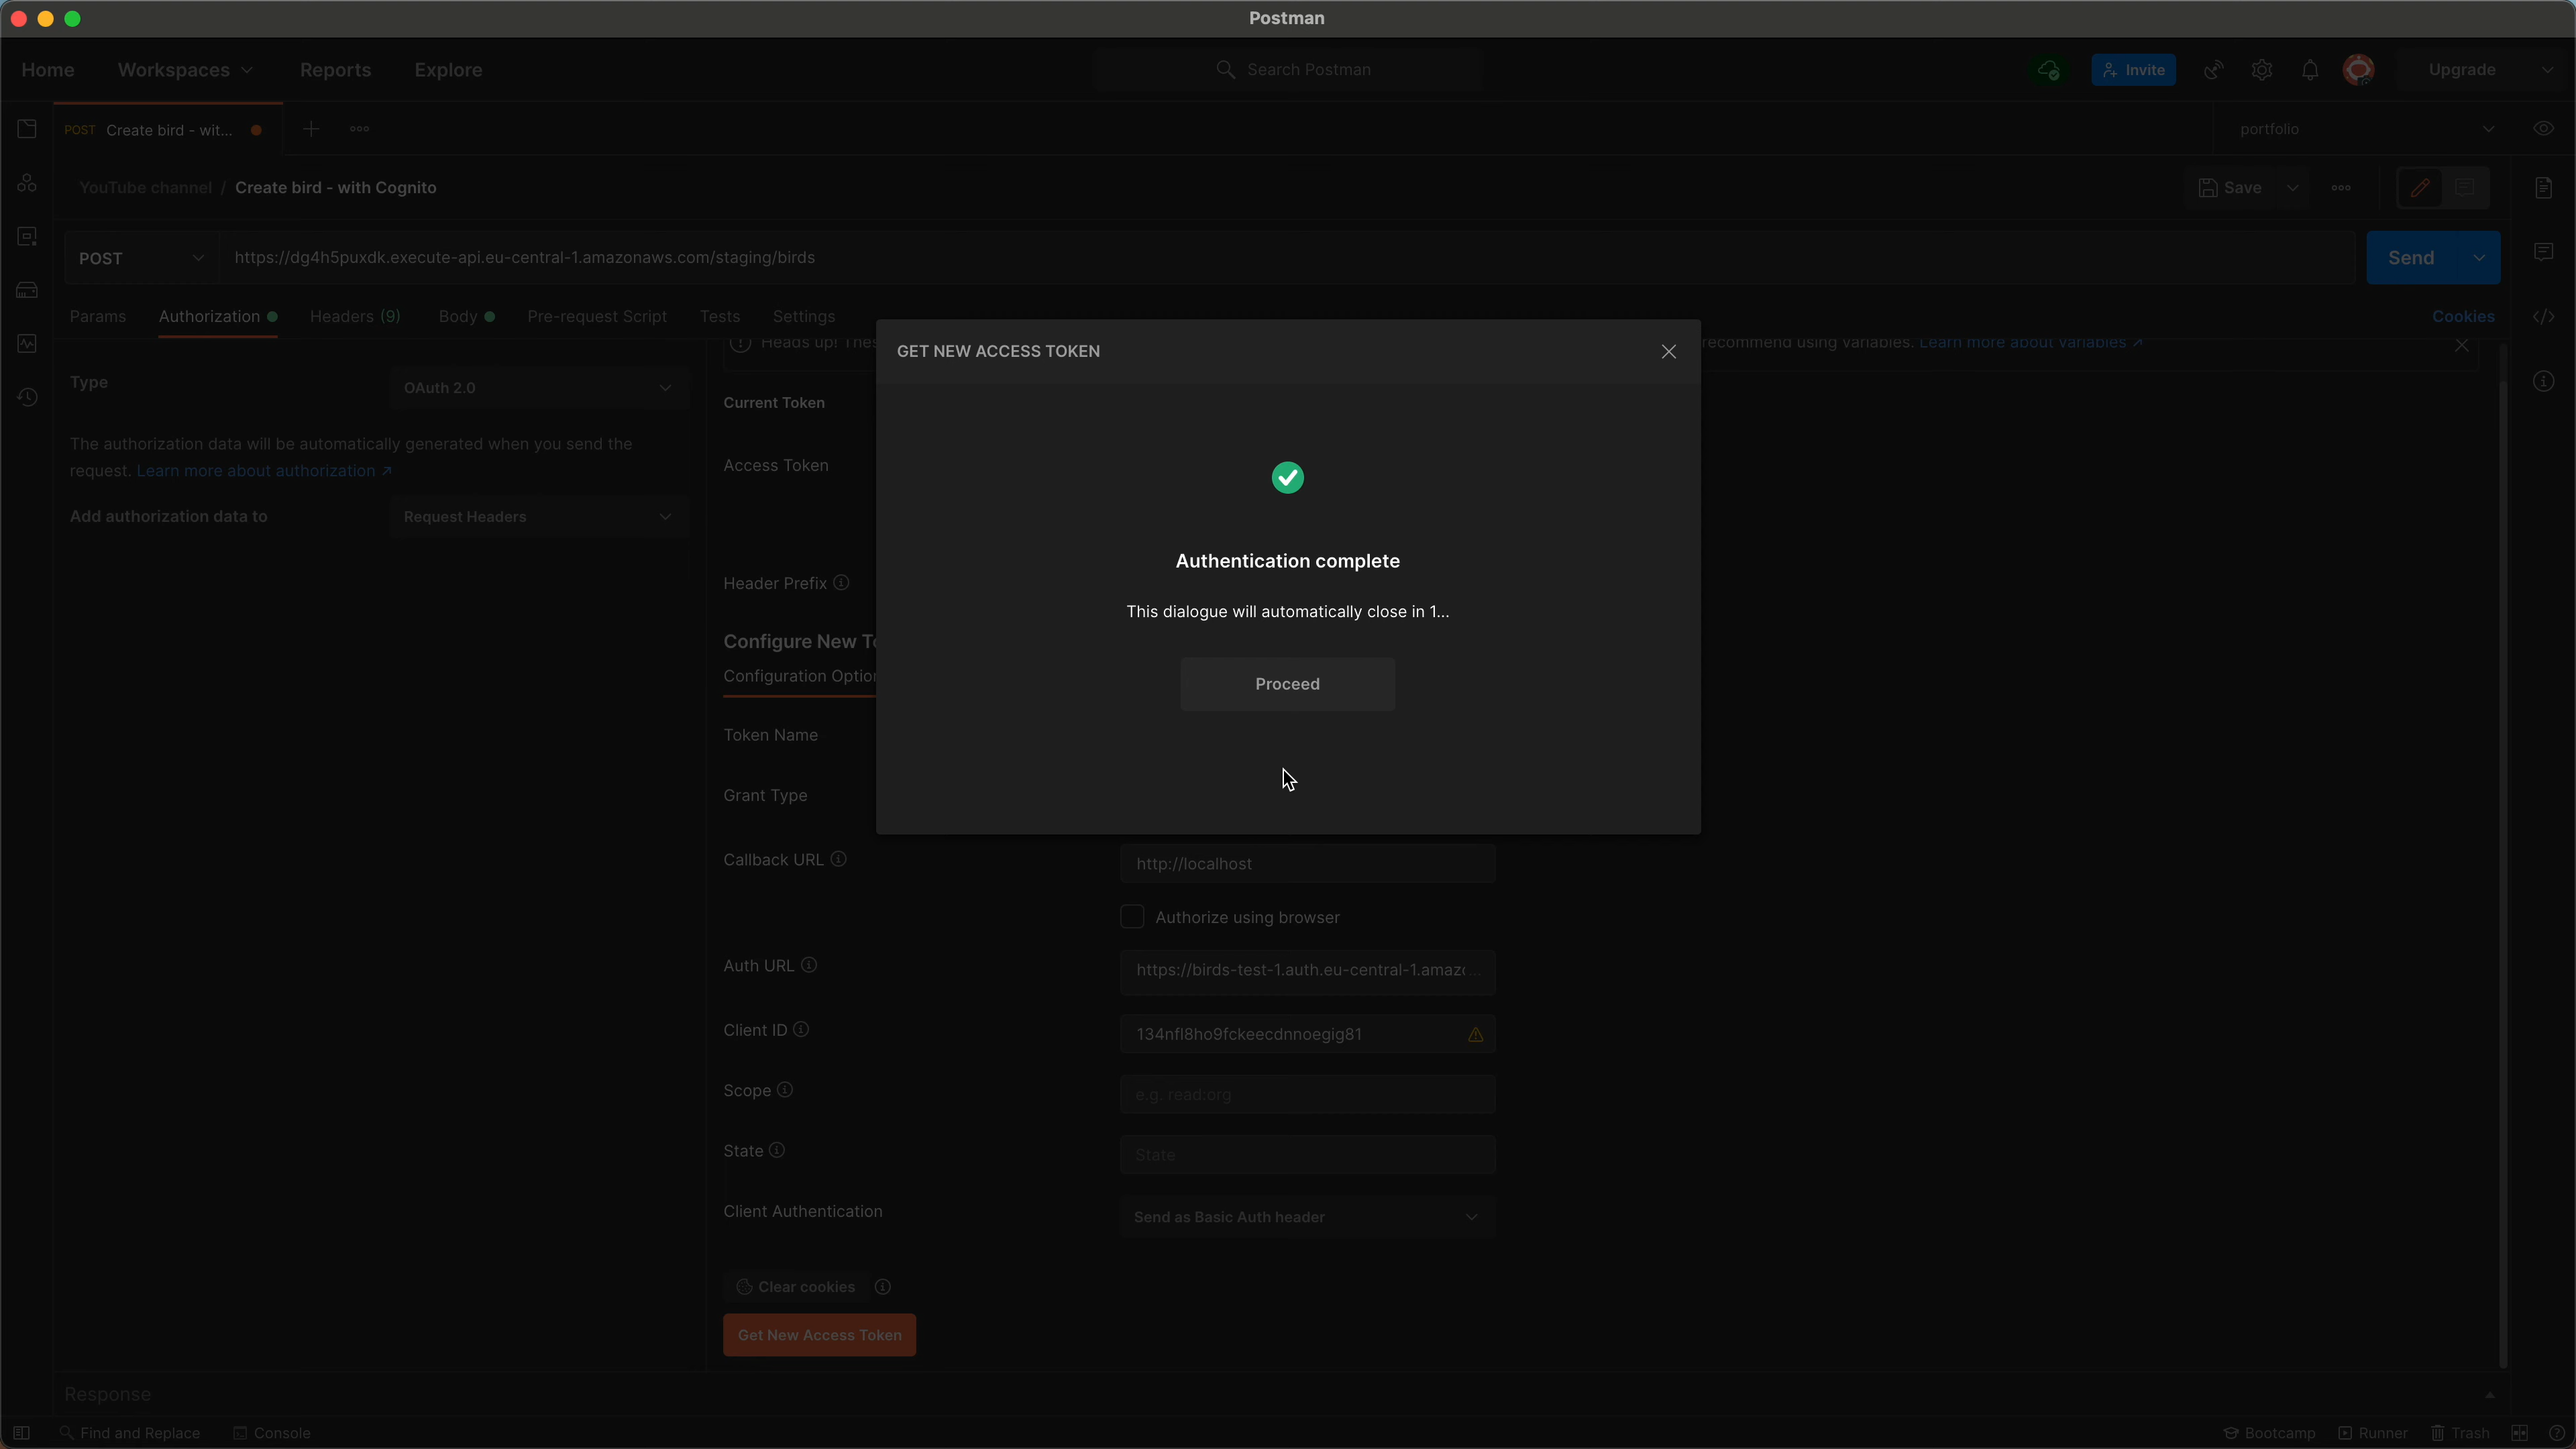 Postman
Home Workspaces Reports Explore Search Postman Invite Upgrade
POST Create bird - wit... portfolio
YouTube channel / Create bird - with Cognito Save
POST https://dg4h5puxdk.execute-api.eu-central-1.amazonaws.com/staging/birds Send
Params Authorization Headers (9) Body Pre-request Script Tests Settings Cookies
Heads up! Thes recommend using variables. Learn more about variables ↗
GET NEW ACCESS TOKEN
Type OAuth 2.0
The authorization data will be automatically generated when you send the
request. Learn more about authorization ↗
Add authorization data to Request Headers
Current Token
Access Token
Header Prefix
Configure New To
Configuration Option
Token Name
Grant Type
Authentication complete
This dialogue will automatically close in 1...
Proceed
Callback URL http://localhost
Authorize using browser
Auth URL https://birds-test-1.auth.eu-central-1.amazo...
Client ID 134nfl8ho9fckeecdnnoegig81
Scope e.g. read:org
State State
Client Authentication Send as Basic Auth header
Clear cookies
Get New Access Token
Response
Find and Replace Console Bootcamp Runner Trash